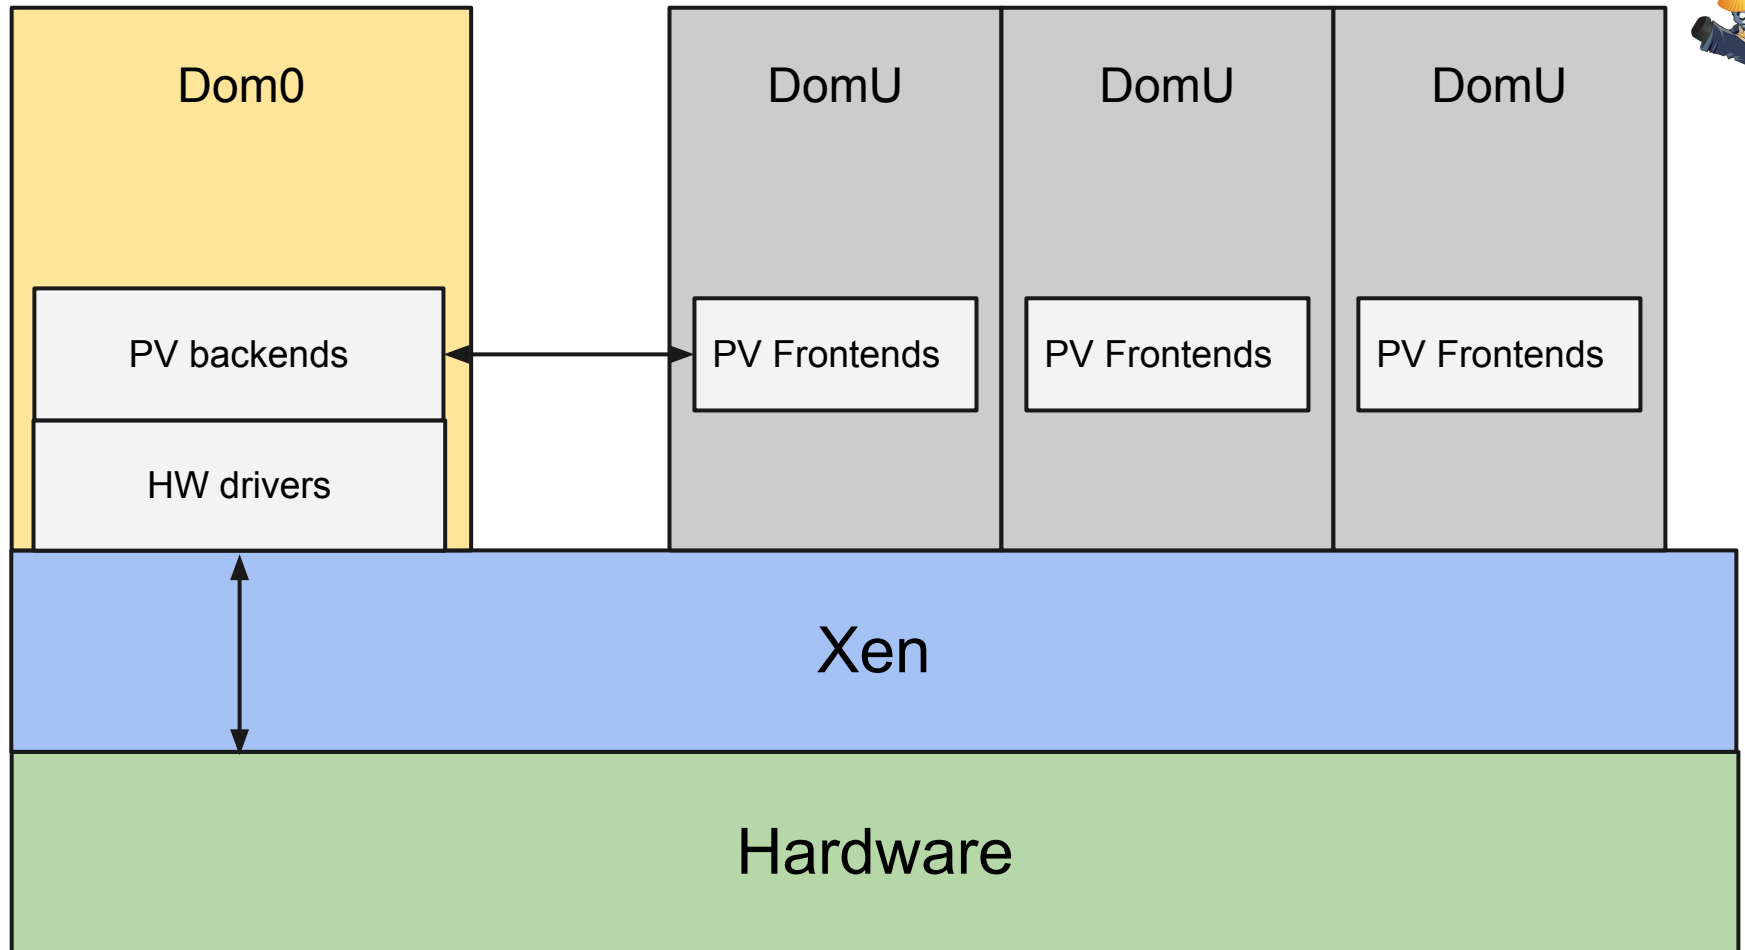 Dom0
DomU
DomU
DomU
PV backends
PV Frontends
PV Frontends
PV Frontends
HW drivers
Xen
Hardware